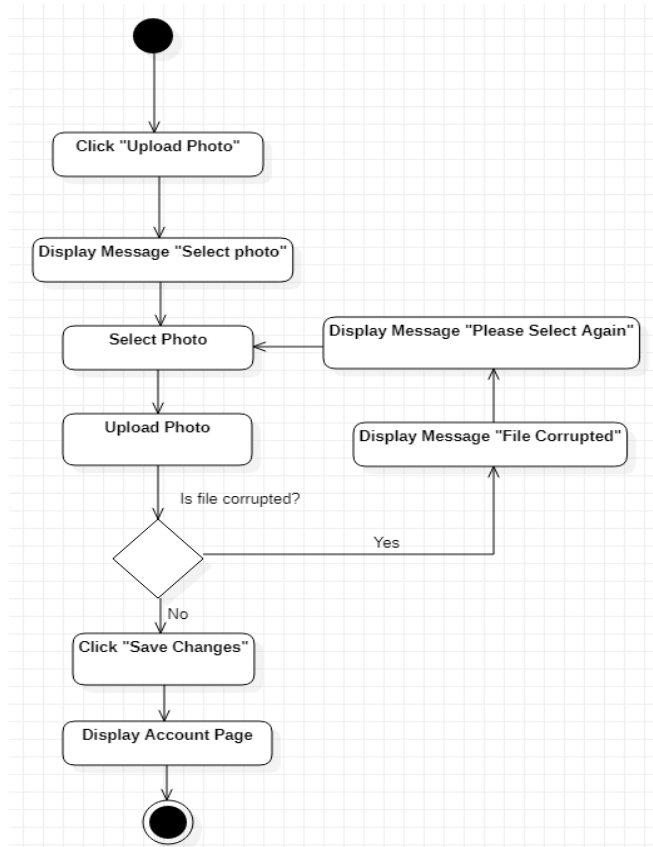 Click "Upload Photo"
Display Message "Select photo"
Select Photo
Display Message "Please Select Again"
Upload Photo
Display Message "File Corrupted"
Is file corrupted?
Yes
No
Click "Save Changes"
Display Account Page